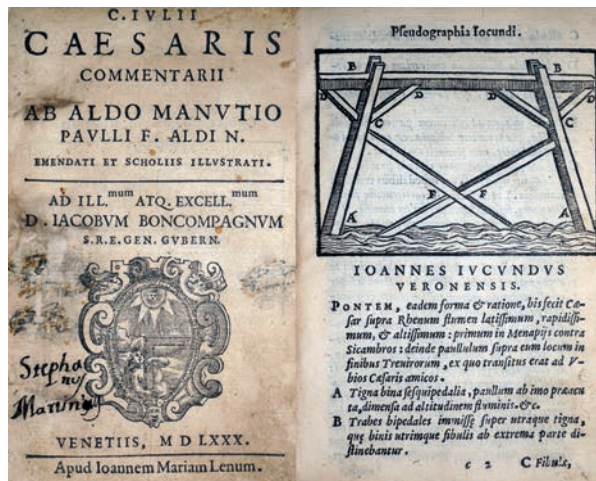 C. IVLII
CAESARIS
COMMENTARII
AB ALDO MANVTIO
PAVLLI F. ALDI N.
EMENDATI ET SCHOLIIS ILLVSTRATI.
AD ILL.mum ATQ. EXCELL.mum
D. IACOBVM BONCOMPAGNVM
S.R.E. GEN. GVBERN.
Stepha
nus
VENETIIS, M D LXXX.
Apud Ioannem Mariam Lenum.
Pseudographia Iocundi.
B B
D D D D
C C
E F
A A
IOANNES IVCVNDVS
VERONENSIS.
PONTEM, eadem forma & ratione, bis fecit Cæ-
sar supra Rhenum flumen latissimum, rapidissi-
mum, & altissimum: primum in Menapijs contra
Sicambros: deinde paullulum supra eum locum in
finibus Treuirorum, ex quo transitus erat ad V-
bios Cæsaris amicos.
A Tigna bina sesquipedalia, paullum ab imo præacu
ta, dimensa ad altitudinem fluminis. &c.
B Trabes bipedales immissę super utraque tigna,
quę binis utrimque fibulis ab extrema parte di-
stinebantur.
c 2 C Fibulæ,